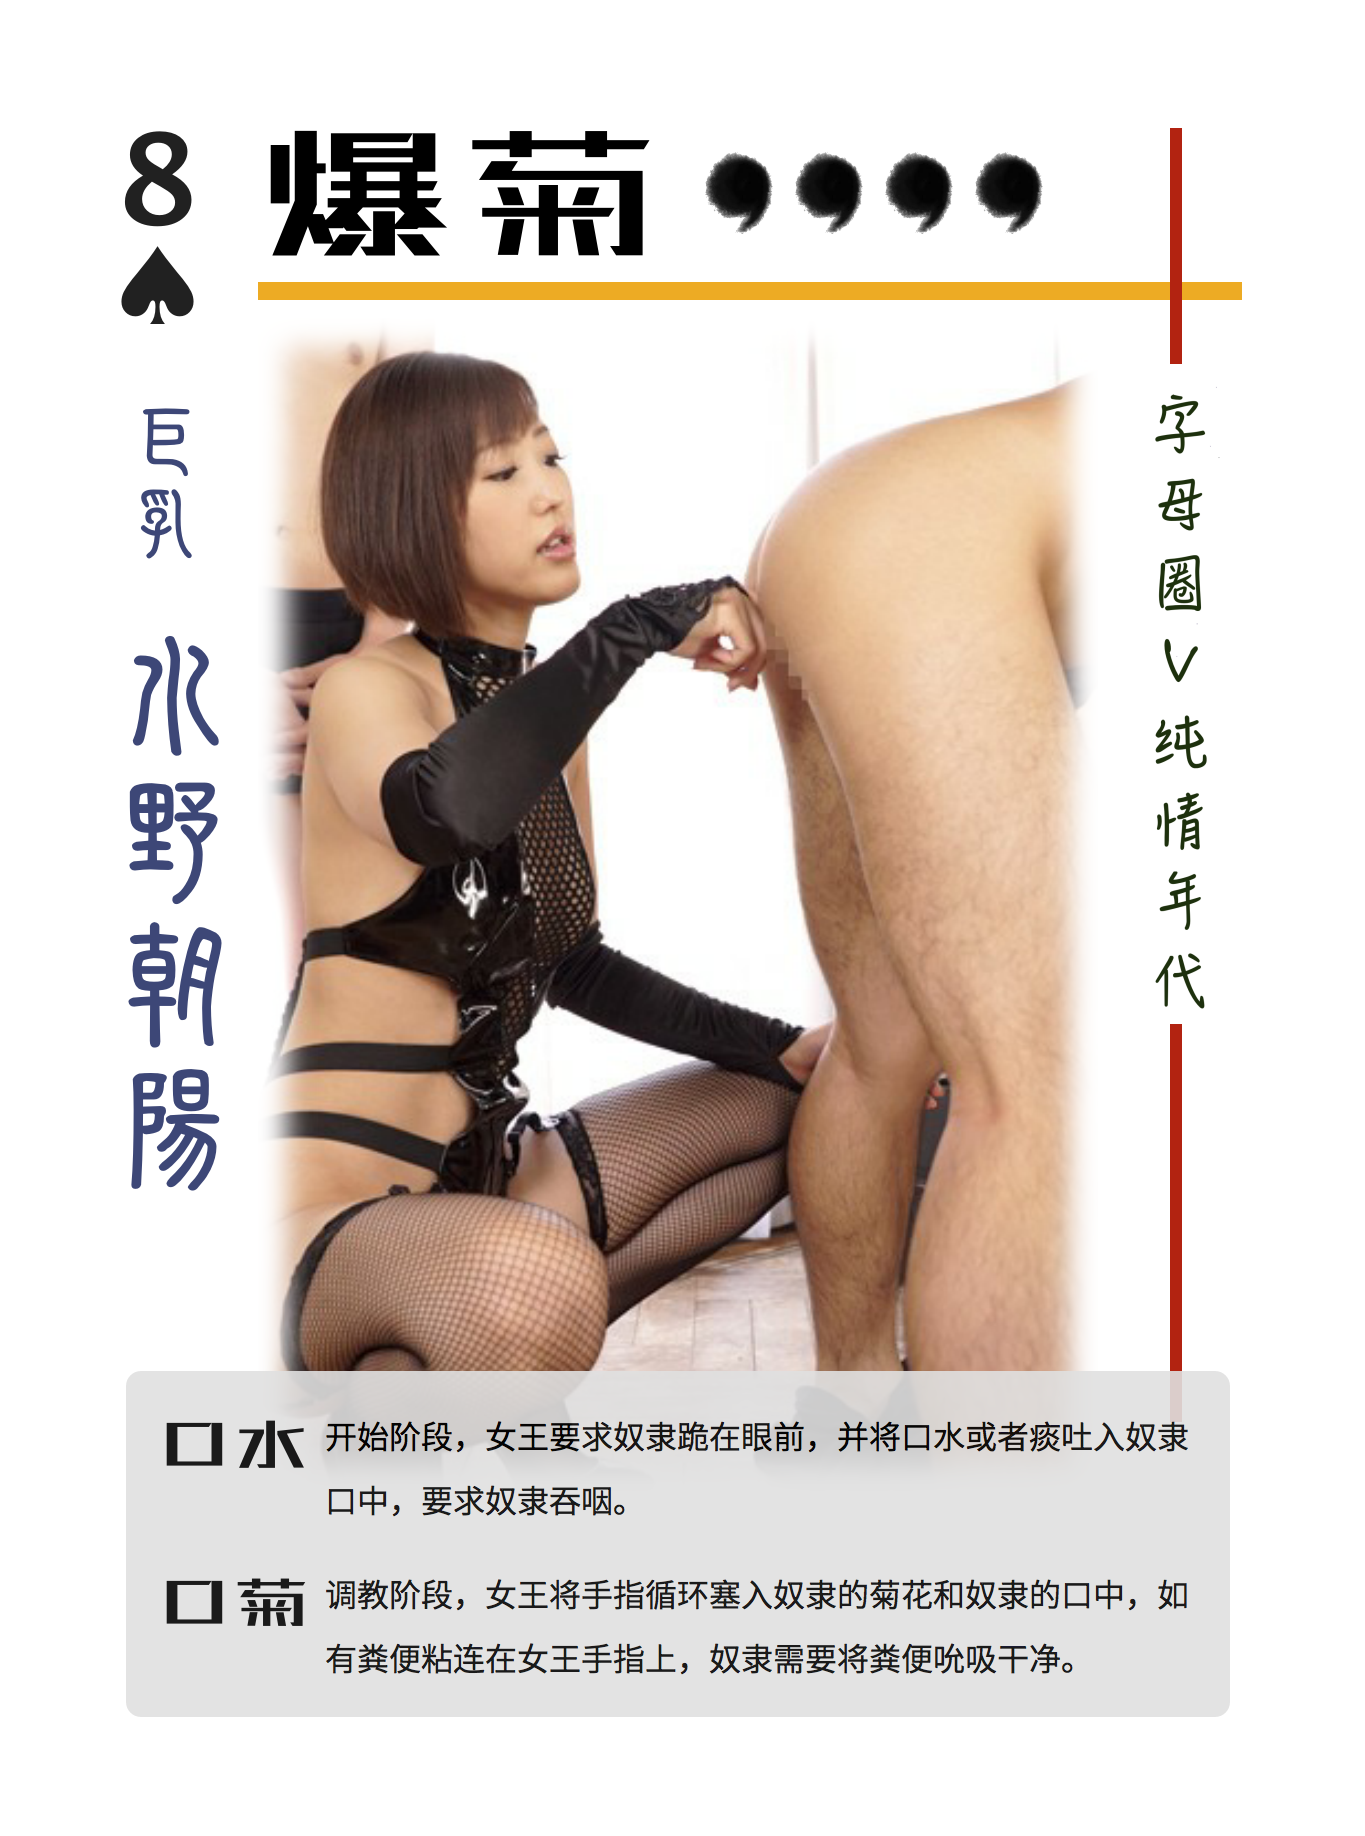 8
爆菊
巨乳
水野朝陽
字母圈V纯情年代
口水 开始阶段，女王要求奴隶跪在眼前，并将口水或者痰吐入奴隶
口中，要求奴隶吞咽。
口菊 调教阶段，女王将手指循环塞入奴隶的菊花和奴隶的口中，如
有粪便粘连在女王手指上，奴隶需要将粪便吮吸干净。